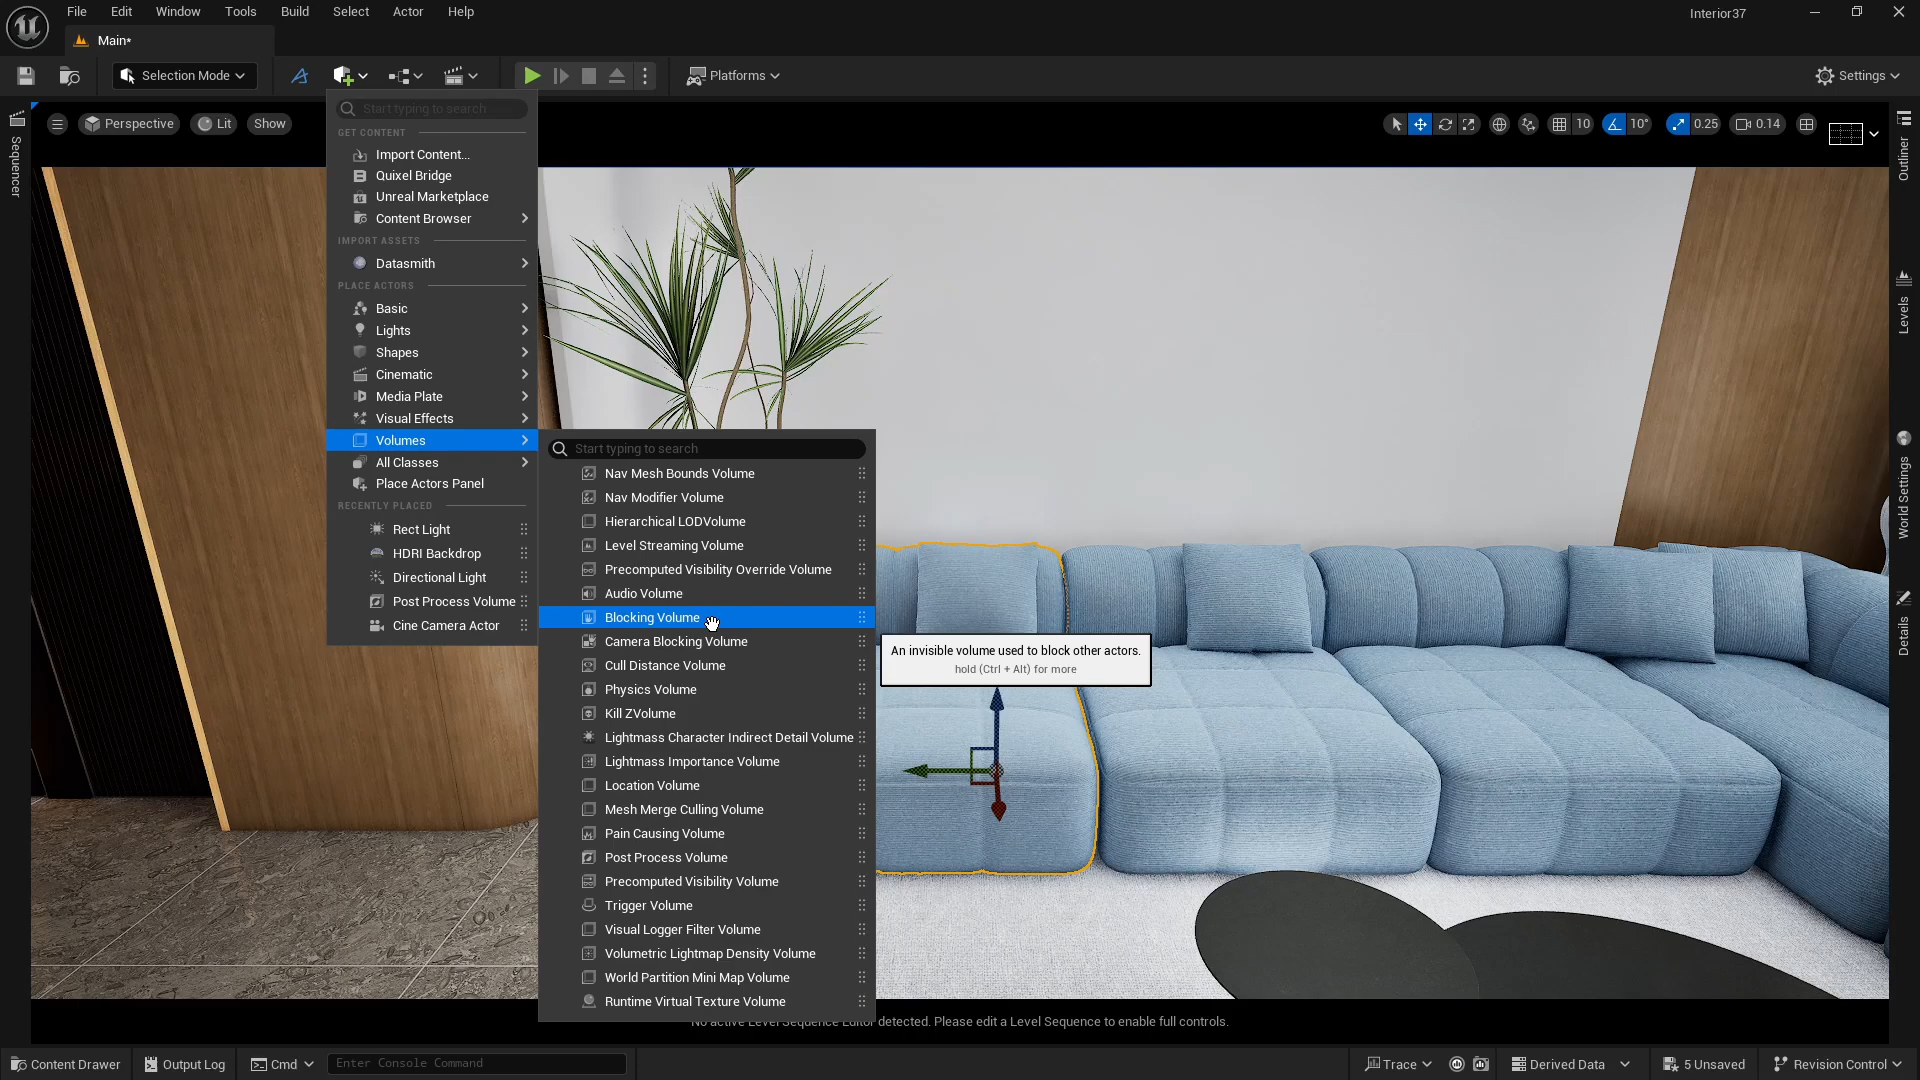 File Edit Window Tools Build Select Actor Help
Interior37
Main*
Selection Mode
Platforms
Settings
Perspective
Lit
Show
10
10°
0.25
0.14
Sequencer
Outliner
Levels
World Settings
Details
Start typing to search
GET CONTENT
Import Content...
Quixel Bridge
Unreal Marketplace
Content Browser
IMPORT ASSETS
Datasmith
PLACE ACTORS
Basic
Lights
Shapes
Cinematic
Media Plate
Visual Effects
Volumes
All Classes
Place Actors Panel
RECENTLY PLACED
Rect Light
HDRI Backdrop
Directional Light
Post Process Volume
Cine Camera Actor
Start typing to search
Nav Mesh Bounds Volume
Nav Modifier Volume
Hierarchical LODVolume
Level Streaming Volume
Precomputed Visibility Override Volume
Audio Volume
Blocking Volume
Camera Blocking Volume
Cull Distance Volume
Physics Volume
Kill ZVolume
Lightmass Character Indirect Detail Volume
Lightmass Importance Volume
Location Volume
Mesh Merge Culling Volume
Pain Causing Volume
Post Process Volume
Precomputed Visibility Volume
Trigger Volume
Visual Logger Filter Volume
Volumetric Lightmap Density Volume
World Partition Mini Map Volume
Runtime Virtual Texture Volume
An invisible volume used to block other actors.
hold (Ctrl + Alt) for more
No active Level Sequence Editor detected. Please edit a Level Sequence to enable full controls.
Content Drawer
Output Log
Cmd
Enter Console Command
Trace
Derived Data
5 Unsaved
Revision Control